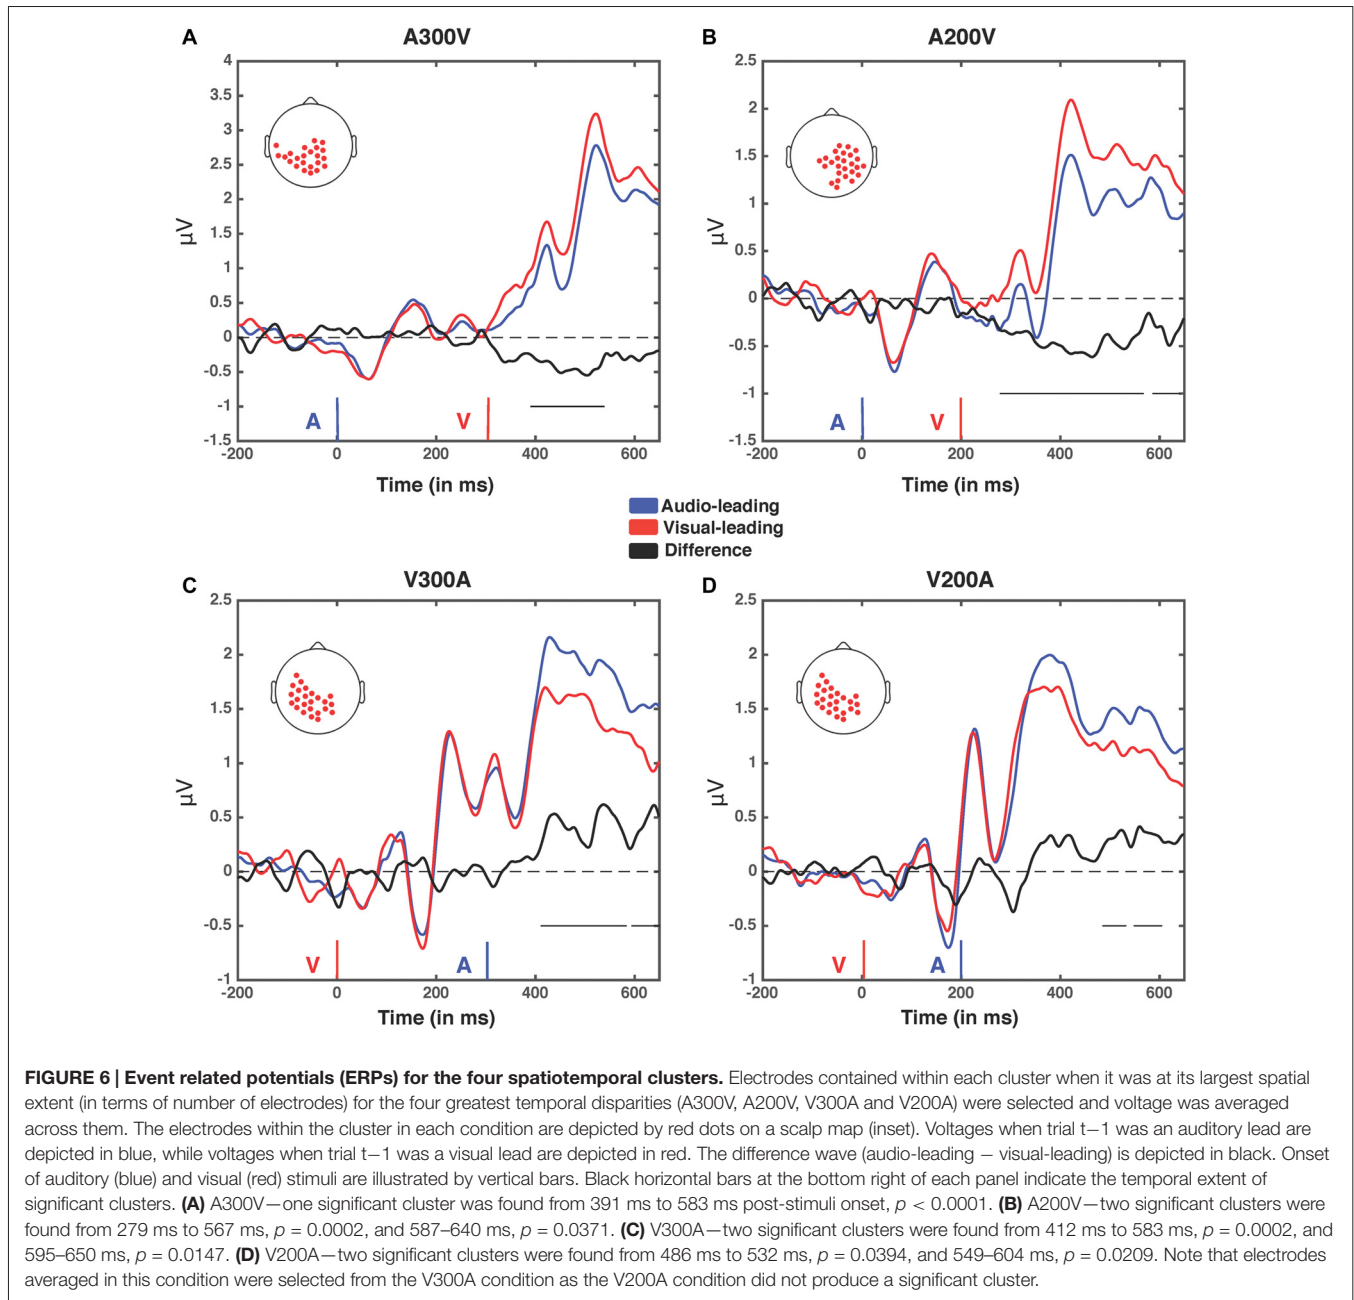 A
A300V
4
3.5
3
2.5
2
1.5
1
0.5
0
-0.5
-1
-1.5
µV
A
V
-200
0
200
400
600
Time (in ms)
B
A200V
2.5
2
1.5
1
0.5
0
-0.5
-1
-1.5
µV
A
V
-200
0
200
400
600
Time (in ms)
Audio-leading
Visual-leading
Difference
C
V300A
2.5
2
1.5
1
0.5
0
-0.5
-1
µV
V
A
-200
0
200
400
600
Time (in ms)
D
V200A
2.5
2
1.5
1
0.5
0
-0.5
-1
µV
V
A
-200
0
200
400
600
Time (in ms)
FIGURE 6 | Event related potentials (ERPs) for the four spatiotemporal clusters. Electrodes contained within each cluster when it was at its largest spatial
extent (in terms of number of electrodes) for the four greatest temporal disparities (A300V, A200V, V300A and V200A) were selected and voltage was averaged
across them. The electrodes within the cluster in each condition are depicted by red dots on a scalp map (inset). Voltages when trial t−1 was an auditory lead are
depicted in blue, while voltages when trial t−1 was a visual lead are depicted in red. The difference wave (audio-leading − visual-leading) is depicted in black. Onset
of auditory (blue) and visual (red) stimuli are illustrated by vertical bars. Black horizontal bars at the bottom right of each panel indicate the temporal extent of
significant clusters. (A) A300V—one significant cluster was found from 391 ms to 583 ms post-stimuli onset, p < 0.0001. (B) A200V—two significant clusters were
found from 279 ms to 567 ms, p = 0.0002, and 587–640 ms, p = 0.0371. (C) V300A—two significant clusters were found from 412 ms to 583 ms, p = 0.0002, and
595–650 ms, p = 0.0147. (D) V200A—two significant clusters were found from 486 ms to 532 ms, p = 0.0394, and 549–604 ms, p = 0.0209. Note that electrodes
averaged in this condition were selected from the V300A condition as the V200A condition did not produce a significant cluster.